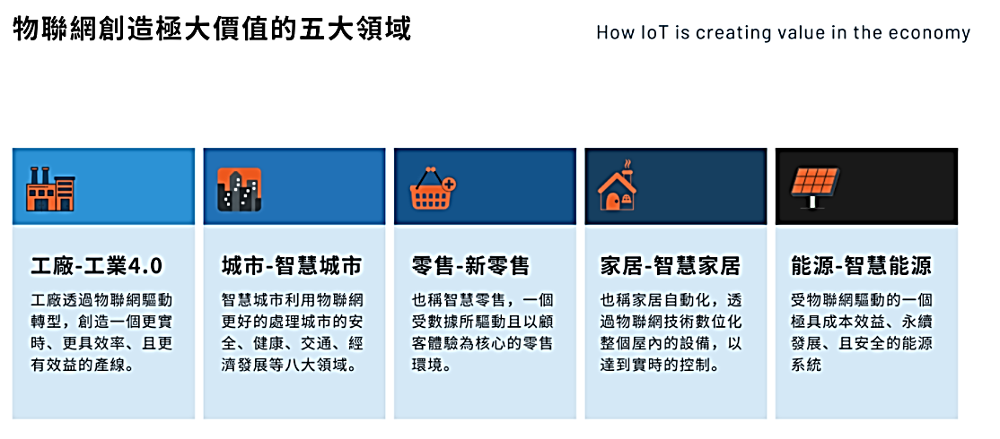 物聯網創造極大價值的五大領域
How IoT is creating value in the economy
工廠-工業4.0
工廠透過物聯網驅動
轉型，創造一個更實
時、更具效率、且更
有效益的產線。
城市-智慧城市
智慧城市利用物聯網
更好的處理城市的安
全、健康、交通、經
濟發展等八大領域。
零售-新零售
也稱智慧零售，一個
受數據所驅動且以顧
客體驗為核心的零售
環境。
家居-智慧家居
也稱家居自動化，透
過物聯網技術數位化
整個屋內的設備，以
達到實時的控制。
能源-智慧能源
受物聯網驅動的一個
極具成本效益、永續
發展、且安全的能源
系統